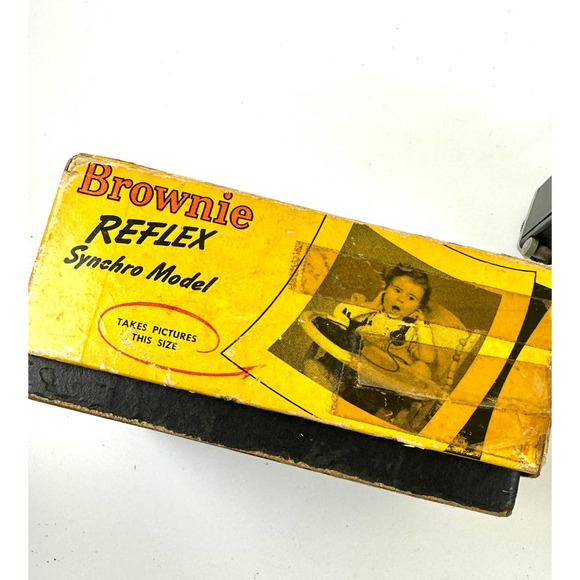 Brownie
REFLEX
Synchro Model
TAKES PICTURES
THIS SIZE